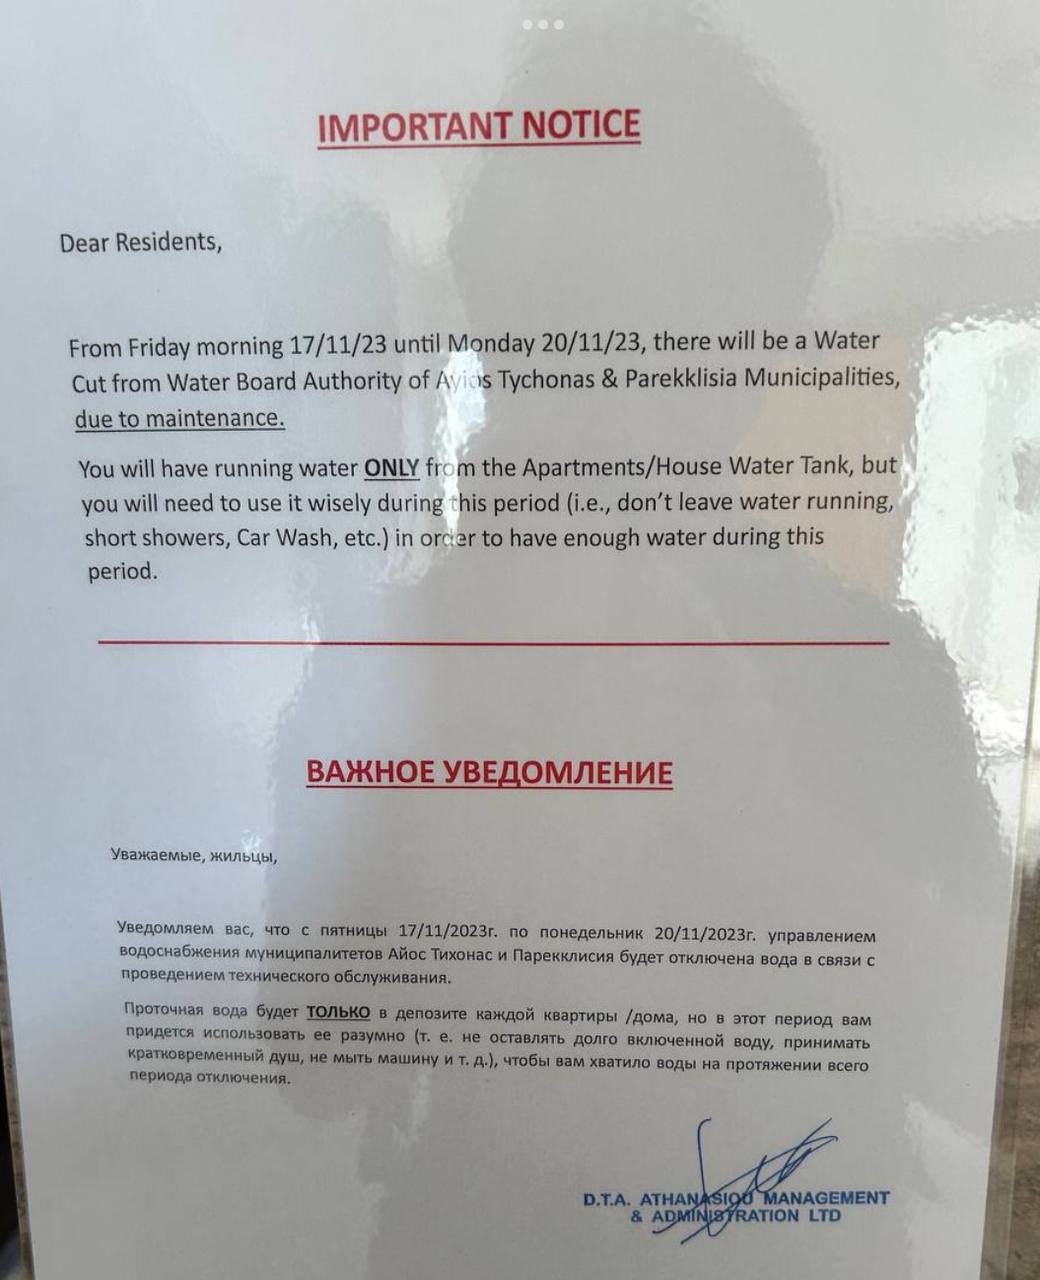 IMPORTANT NOTICE
Dear Residents,
From Friday morning 17/11/23 until Monday 20/11/23, there will be a Water
Cut from Water Board Authority of Ayios Tychonas & Parekklisia Municipalities,
due to maintenance.
You will have running water ONLY from the Apartments/House Water Tank, but
you will need to use it wisely during this period (i.e., don't leave water running,
short showers, Car Wash, etc.) in order to have enough water during this
period.
ВАЖНОЕ УВЕДОМЛЕНИЕ
Уважаемые, жильцы,
Уведомляем вас, что с пятницы 17/11/2023г. по понедельник 20/11/2023г. управлением
водоснабжения муниципалитетов Айос Тихонас и Парекклисия будет отключена вода в связи с
проведением технического обслуживания.
Проточная вода будет ТОЛЬКО в депозите каждой квартиры /дома, но в этот период вам
придется использовать ее разумно (т. е. не оставлять долго включенной воду, принимать
кратковременный душ, не мыть машину и т. д.), чтобы вам хватило воды на протяжении всего
периода отключения.
D.T.A. ATHANASIOU MANAGEMENT
& ADMINISTRATION LTD